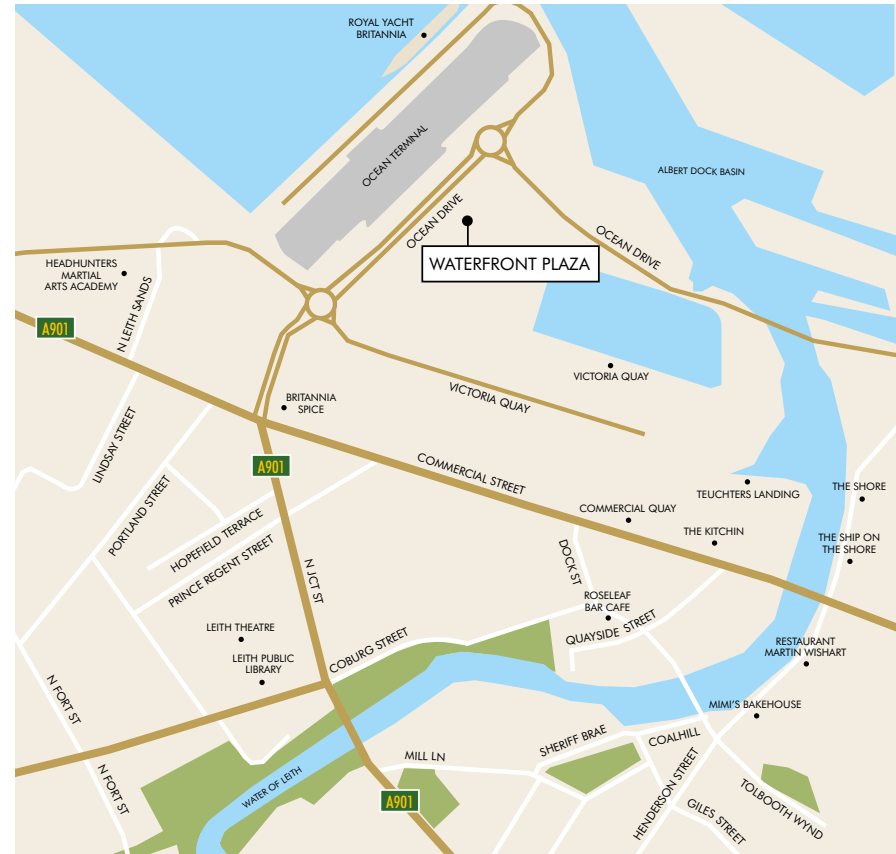 ROYAL YACHT
BRITANNIA
OCEAN TERMINAL
ALBERT DOCK BASIN
OCEAN DRIVE
OCEAN DRIVE
WATERFRONT PLAZA
HEADHUNTERS
MARTIAL
ARTS ACADEMY
N LEITH SANDS
A901
VICTORIA QUAY
VICTORIA QUAY
BRITANNIA
SPICE
LINDSAY STREET
A901
COMMERCIAL STREET
TEUCHTERS LANDING
THE SHORE
PORTLAND STREET
COMMERCIAL QUAY
HOPEFIELD TERRACE
THE KITCHIN
THE SHIP ON
THE SHORE
PRINCE REGENT STREET
N JCT ST
DOCK ST
ROSELEAF
BAR CAFE
LEITH THEATRE
COBURG STREET
QUAYSIDE STREET
RESTAURANT
MARTIN WISHART
LEITH PUBLIC
LIBRARY
N FORT ST
MIMI'S BAKEHOUSE
SHERIFF BRAE
COALHILL
MILL LN
N FORT ST
WATER OF LEITH
HENDERSON STREET
TOLBOOTH WYND
A901
GILES STREET